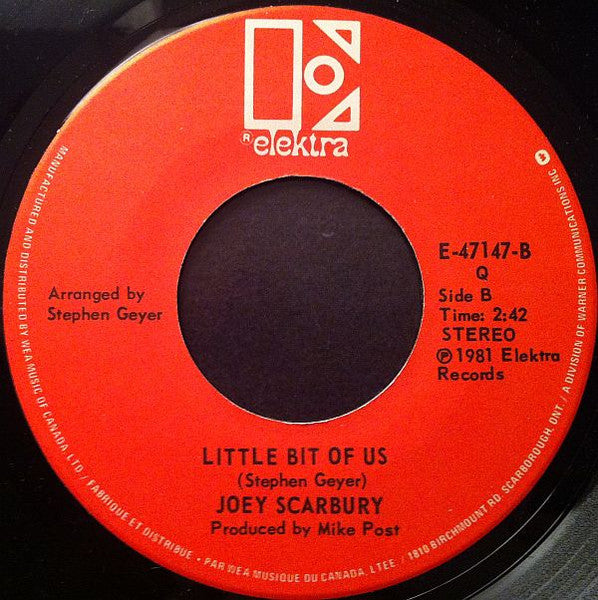 ® elektra
Arranged by
Stephen Geyer
E-47147-B
Q
Side B
Time: 2:42
STEREO
℗ 1981 Elektra
Records
LITTLE BIT OF US
(Stephen Geyer)
JOEY SCARBURY
Produced by Mike Post
MANUFACTURED AND DISTRIBUTED BY WEA MUSIC OF CANADA, LTD / FABRIQUE ET DISTRIBUE • PAR WEA MUSIQUE DU CANADA, LTEE / 1810 BIRCHMOUNT RD, SCARBOROUGH, ONT. / A DIVISION OF WARNER COMMUNICATIONS INC